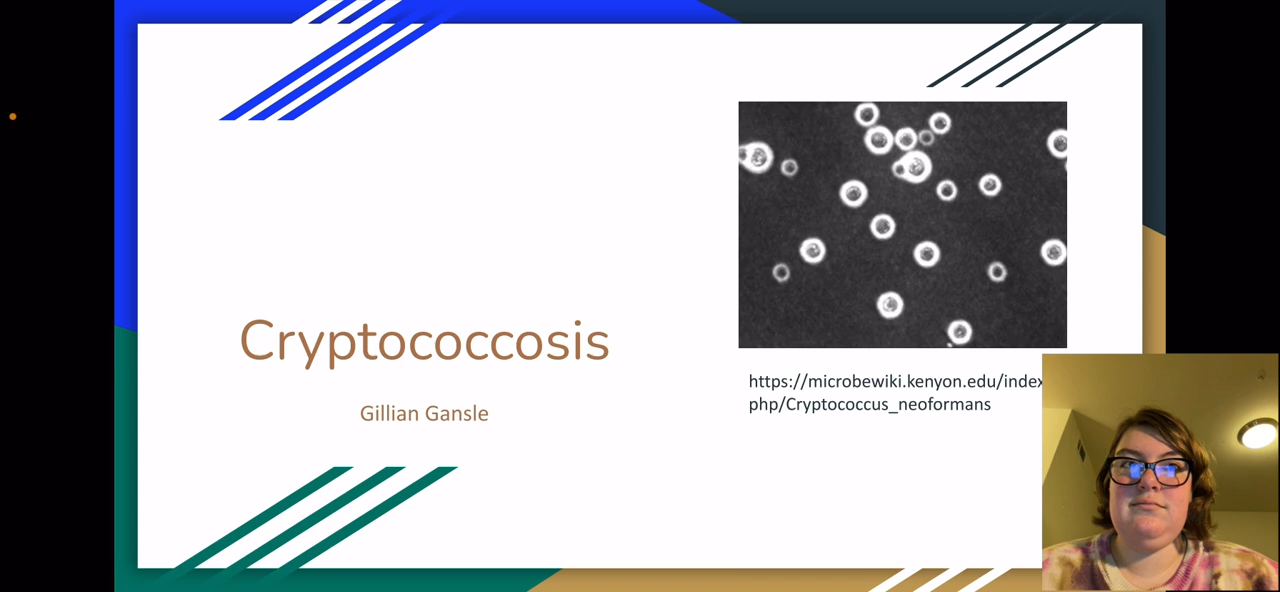 Cryptococcosis
Gillian Gansle
https://microbewiki.kenyon.edu/index
php/Cryptococcus_neoformans